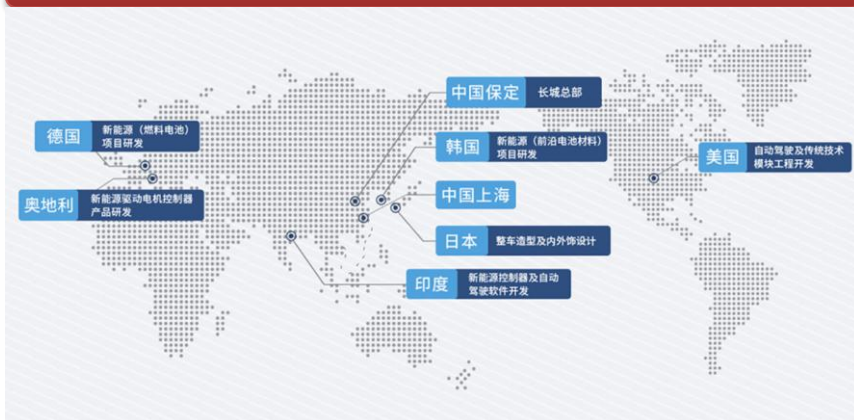 中国保定
长城总部
德国
新能源（燃料电池）
项目研发
韩国
新能源（前沿电池材料）
项目研发
美国
自动驾驶及传统技术
模块工程开发
奥地利
新能源驱动电机控制器
产品研发
中国上海
日本
整车造型及内外饰设计
印度
新能源控制器及自动
驾驶软件开发